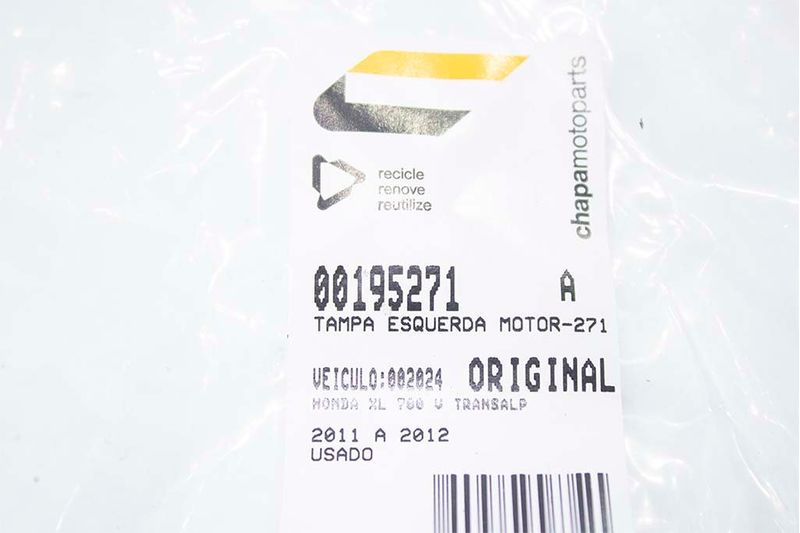 chapamotoparts
recicle
renove
reutilize
00195271 A
TAMPA ESQUERDA MOTOR-271
VEICULO:002024 ORIGINAL
HONDA XL 700 V TRANSALP
2011 A 2012
USADO